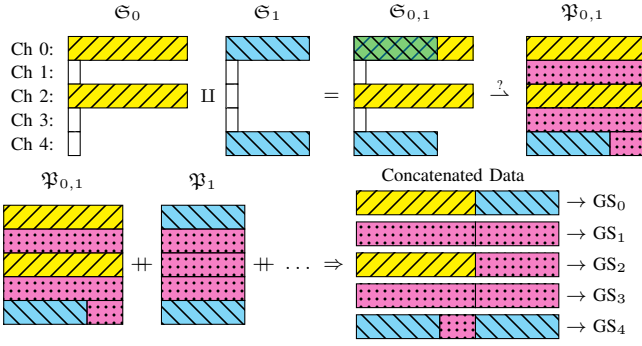 𝔖₀ 𝔖₁ 𝔖₀,₁ 𝔓₀,₁
Ch 0:
Ch 1:
Ch 2: ⨿ = ?⇀
Ch 3:
Ch 4:
𝔓₀,₁ 𝔓₁ Concatenated Data
→ GS₀
→ GS₁
⧺ ⧺ … ⇒ → GS₂
→ GS₃
→ GS₄